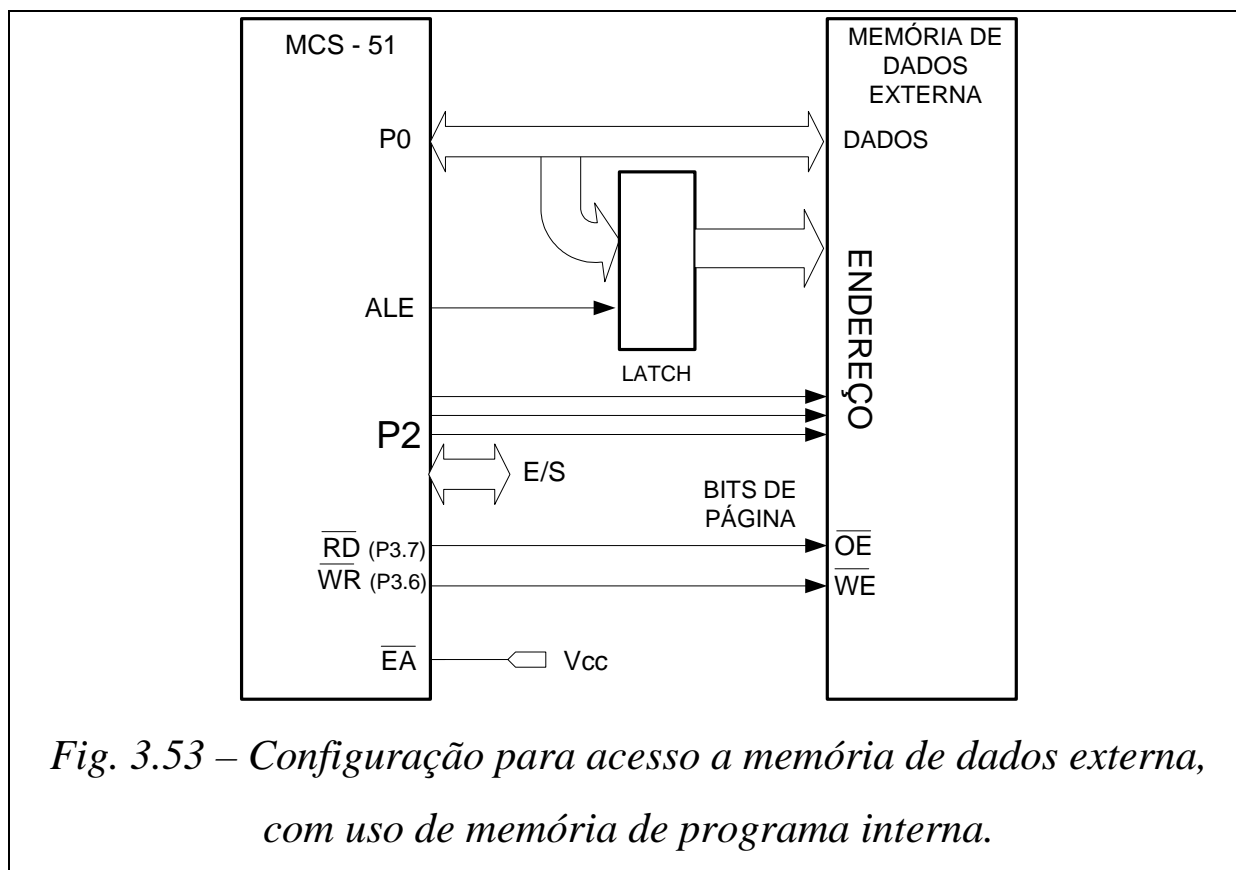 MCS - 51
MEMÓRIA DE
DADOS
EXTERNA
P0
DADOS
ALE
LATCH
ENDEREÇO
P2
E/S
BITS DE
PÁGINA
RD (P3.7)
OE
WR (P3.6)
WE
EA
Vcc
Fig. 3.53 – Configuração para acesso a memória de dados externa,
com uso de memória de programa interna.